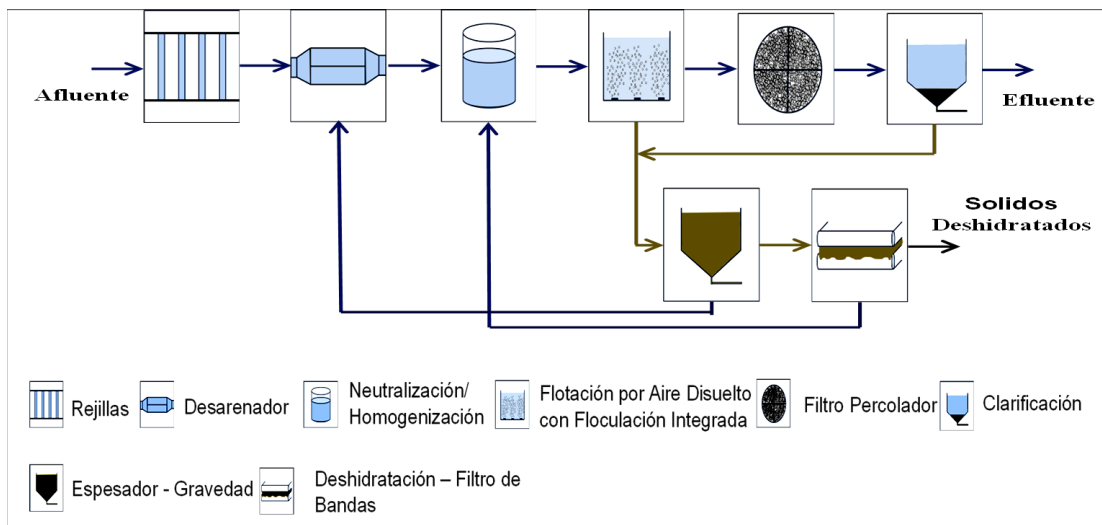 Afluente
Efluente
Solidos
Deshidratados
Rejillas
Desarenador
Neutralización/
Homogenización
Flotación por Aire Disuelto
con Floculación Integrada
Filtro Percolador
Clarificación
Espesador - Gravedad
Deshidratación – Filtro de
Bandas